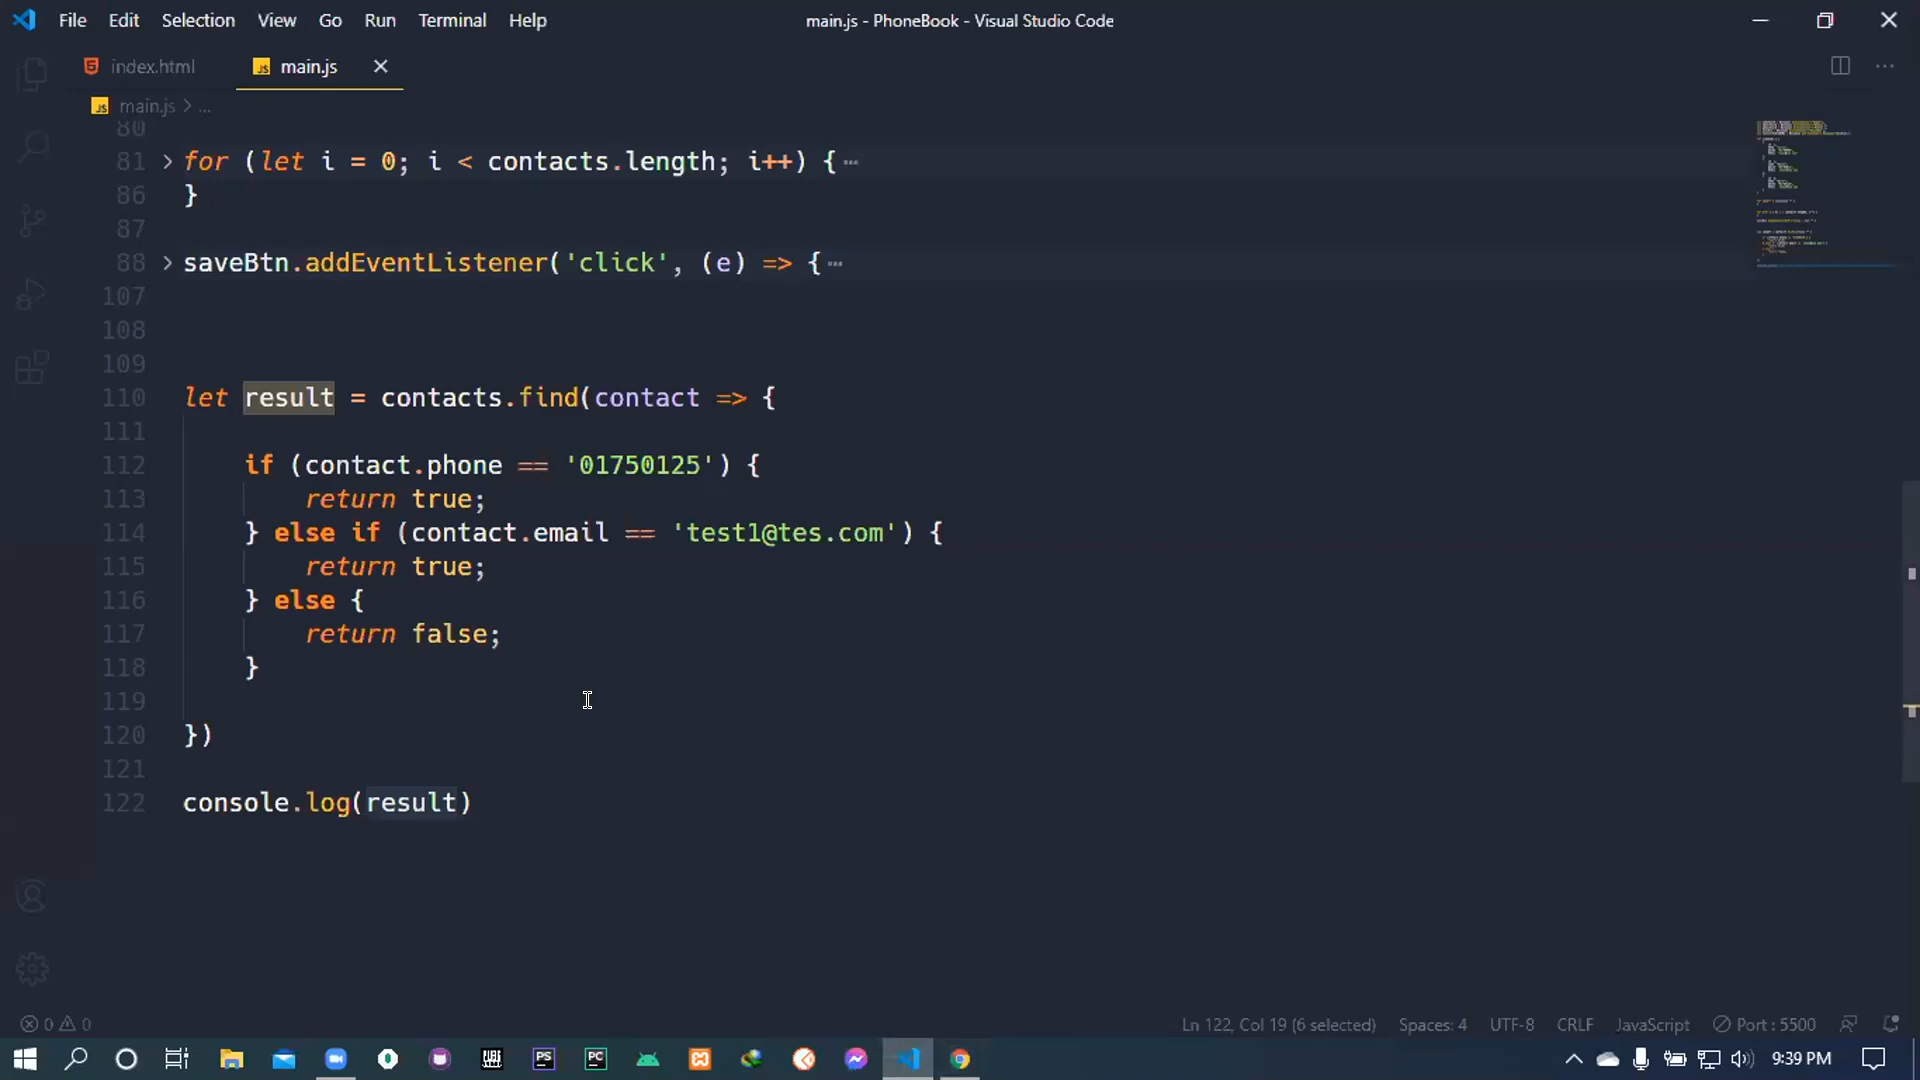 File Edit Selection View Go Run Terminal Help
main.js - PhoneBook - Visual Studio Code
index.html
JS main.js
JS main.js > ...
80
81 for (let i = 0; i < contacts.length; i++) {⋯
86 }
87
88 saveBtn.addEventListener('click', (e) => {⋯
107
108
109
110 let result = contacts.find(contact => {
111
112 if (contact.phone == '01750125') {
113 return true;
114 } else if (contact.email == 'test1@tes.com') {
115 return true;
116 } else {
117 return false;
118 }
119
120 })
121
122 console.log(result)
0 0
Ln 122, Col 19 (6 selected) Spaces: 4 UTF-8 CRLF JavaScript Port : 5500
PS
PC
9:39 PM